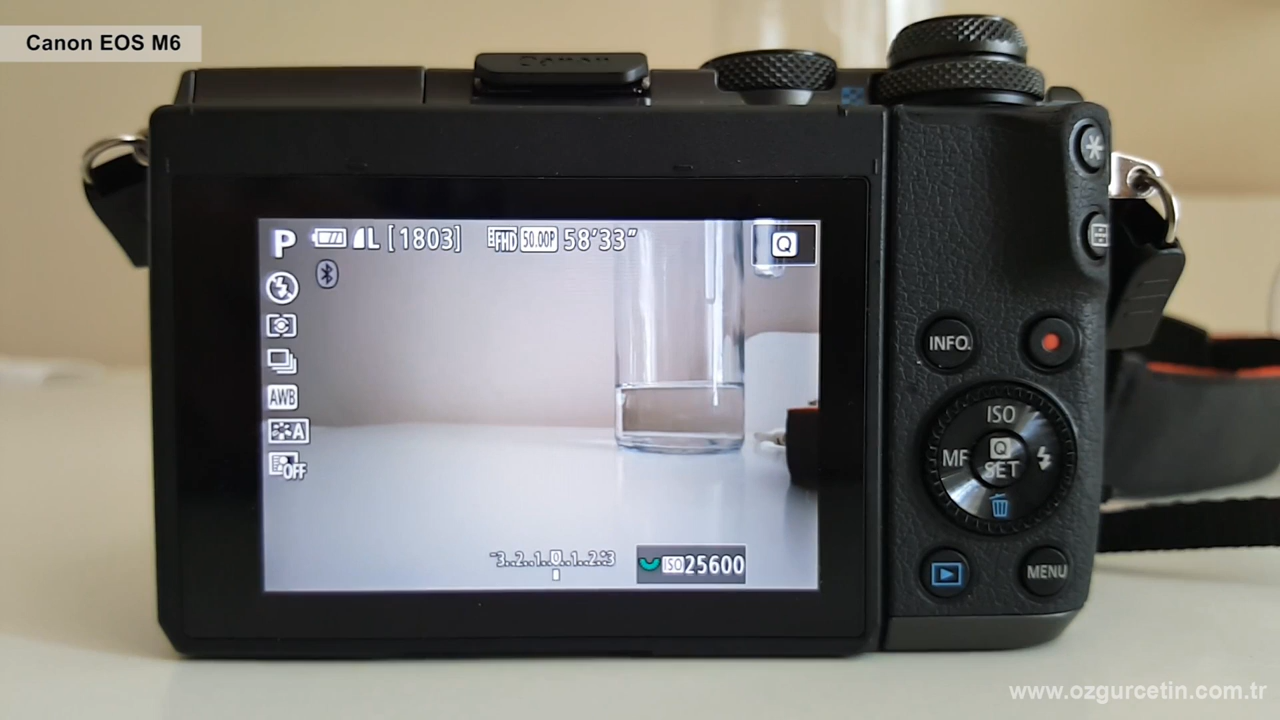 Canon EOS M6
Canon
P L [1803] FHD 50.00P 58'33" Q
AWB
A
OFF
INFO.
ISO
MF Q SET
MENU
-3..2..1..0..1..2..+3 ISO 25600
www.ozgurcetin.com.tr